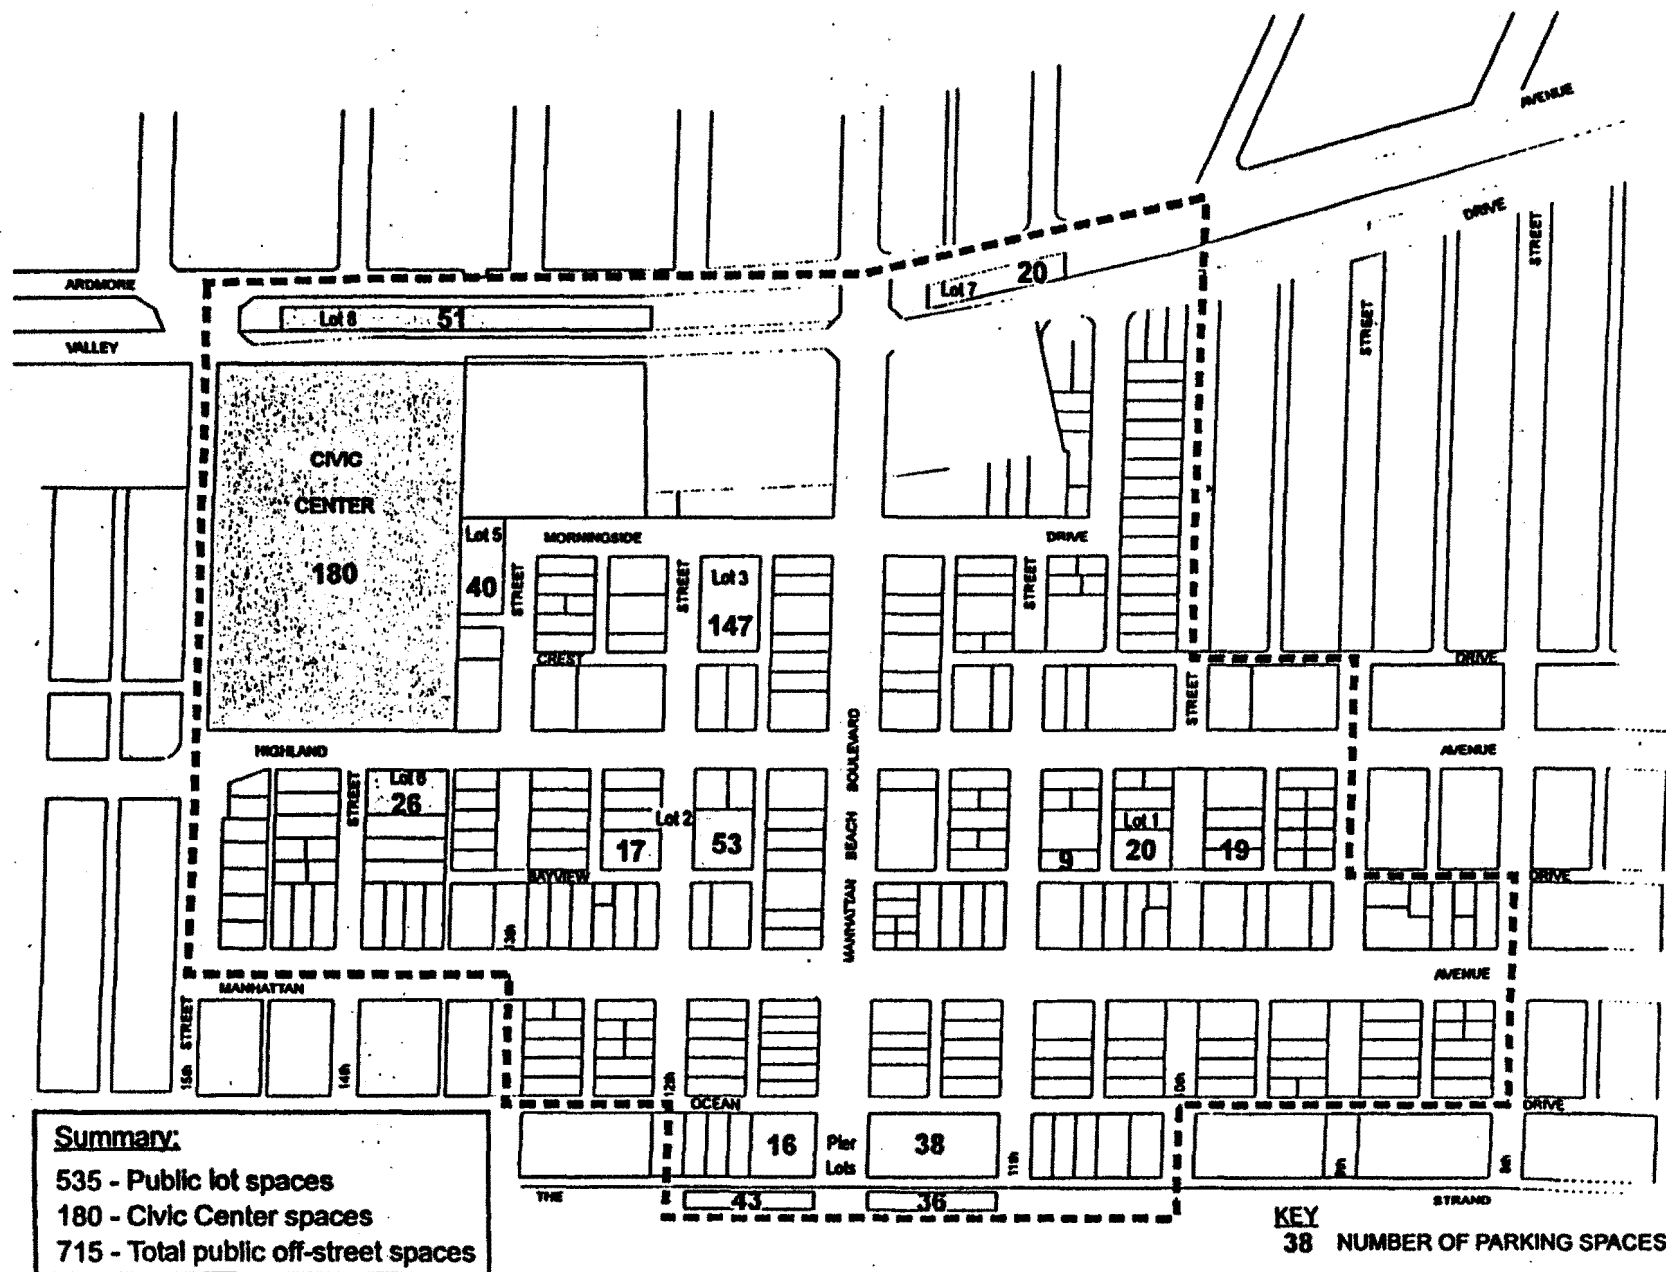 AVENUE
DRIVE
STREET
ARDMORE
Lot 7 20
Lot 8 51
STREET
VALLEY
CIVIC
CENTER
180
Lot 5
40
MORNINGSIDE
DRIVE
STREET
STREET
Lot 3
147
STREET
CREST
DRIVE
STREET
HIGHLAND
MANHATTAN BEACH BOULEVARD
AVENUE
STREET
26
Lot 2
17
53
9
Lot 1
20
19
BAYVIEW
DRIVE
13th
MANHATTAN
AVENUE
15th STREET
14th
12th
10th
OCEAN
DRIVE
16
Pier
Lots
38
11th
THE
43
36
STRAND
Summary:
535 - Public lot spaces
180 - Civic Center spaces
715 - Total public off-street spaces
KEY
38 NUMBER OF PARKING SPACES